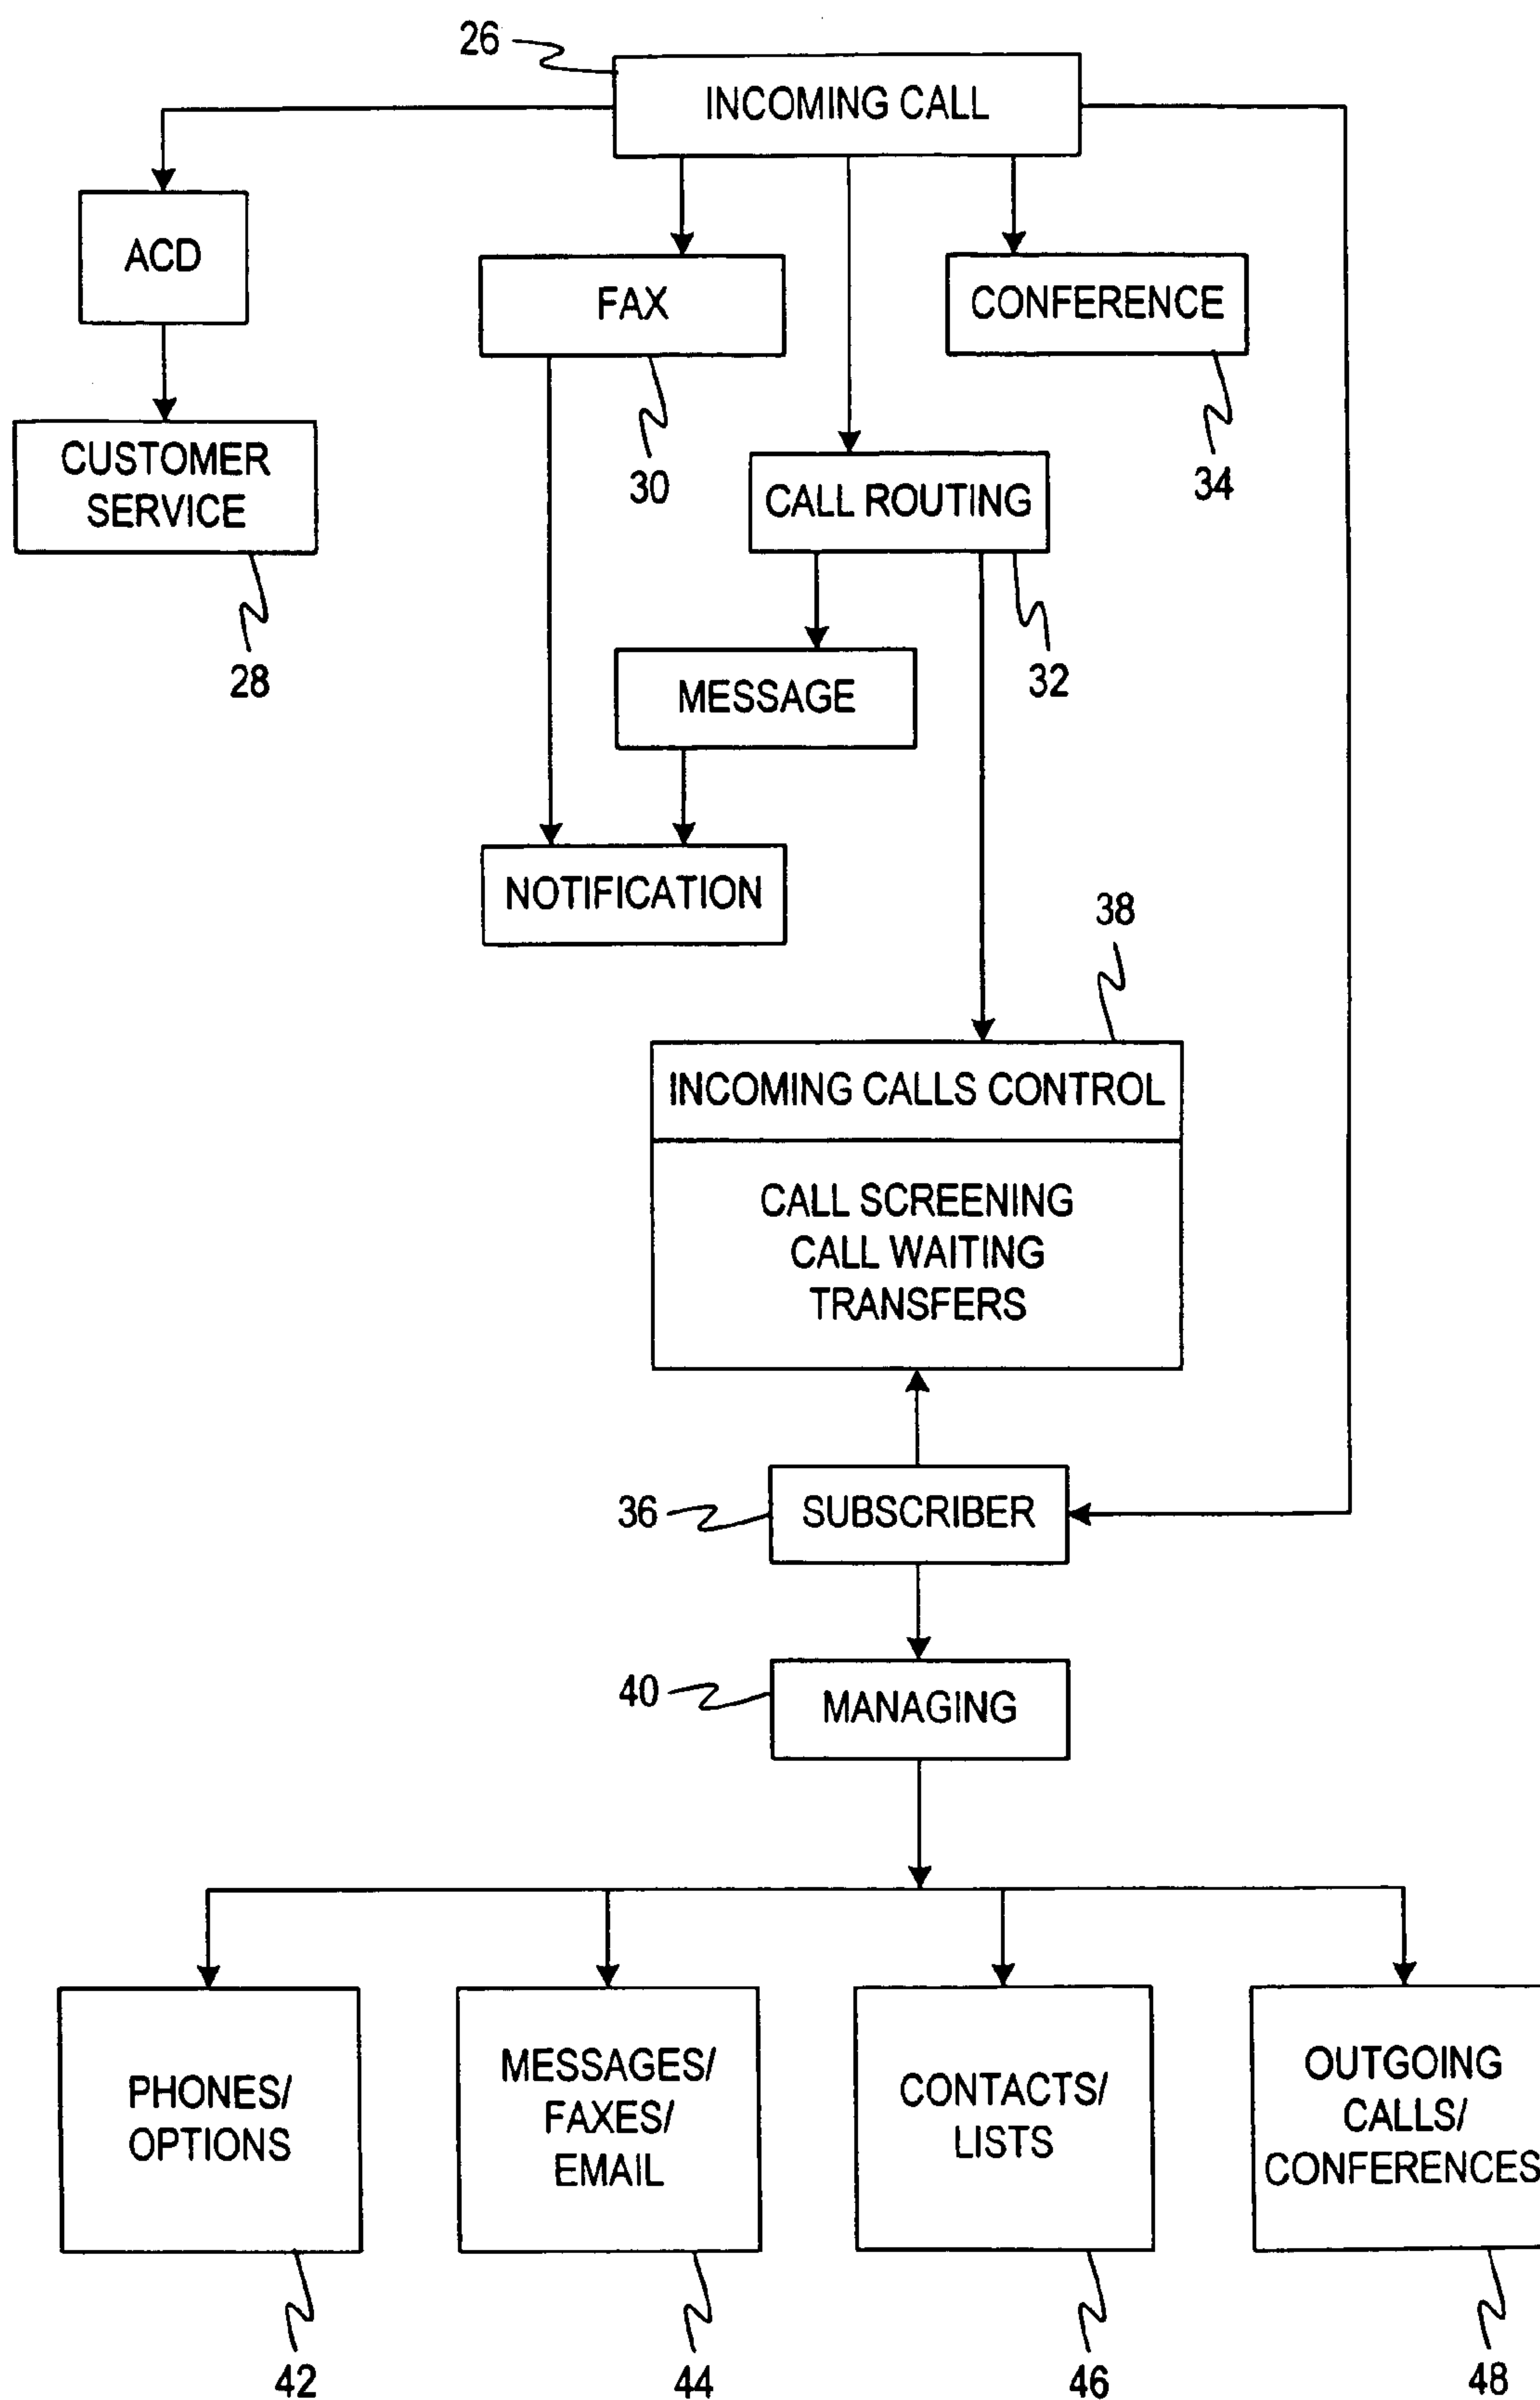 26
INCOMING CALL
ACD
FAX
CONFERENCE
CUSTOMER
SERVICE
30
CALL ROUTING
34
28
MESSAGE
32
NOTIFICATION
38
INCOMING CALLS CONTROL
CALL SCREENING
CALL WAITING
TRANSFERS
36
SUBSCRIBER
40
MANAGING
PHONES/
OPTIONS
MESSAGES/
FAXES/
EMAIL
CONTACTS/
LISTS
OUTGOING
CALLS/
CONFERENCES
42
44
46
48